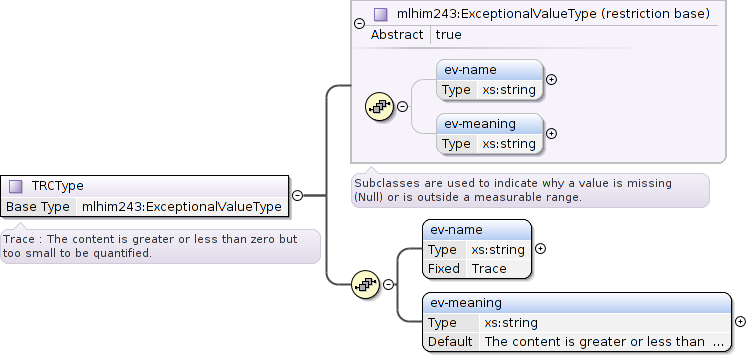 mlhim243:ExceptionalValueType (restriction base)
Abstract true
ev-name
Type xs:string
ev-meaning
Type xs:string
TRCType
Base Type mlhim243:ExceptionalValueType
Trace : The content is greater or less than zero but
too small to be quantified.
Subclasses are used to indicate why a value is missing
(Null) or is outside a measurable range.
ev-name
Type xs:string
Fixed Trace
ev-meaning
Type xs:string
Default The content is greater or less than ...